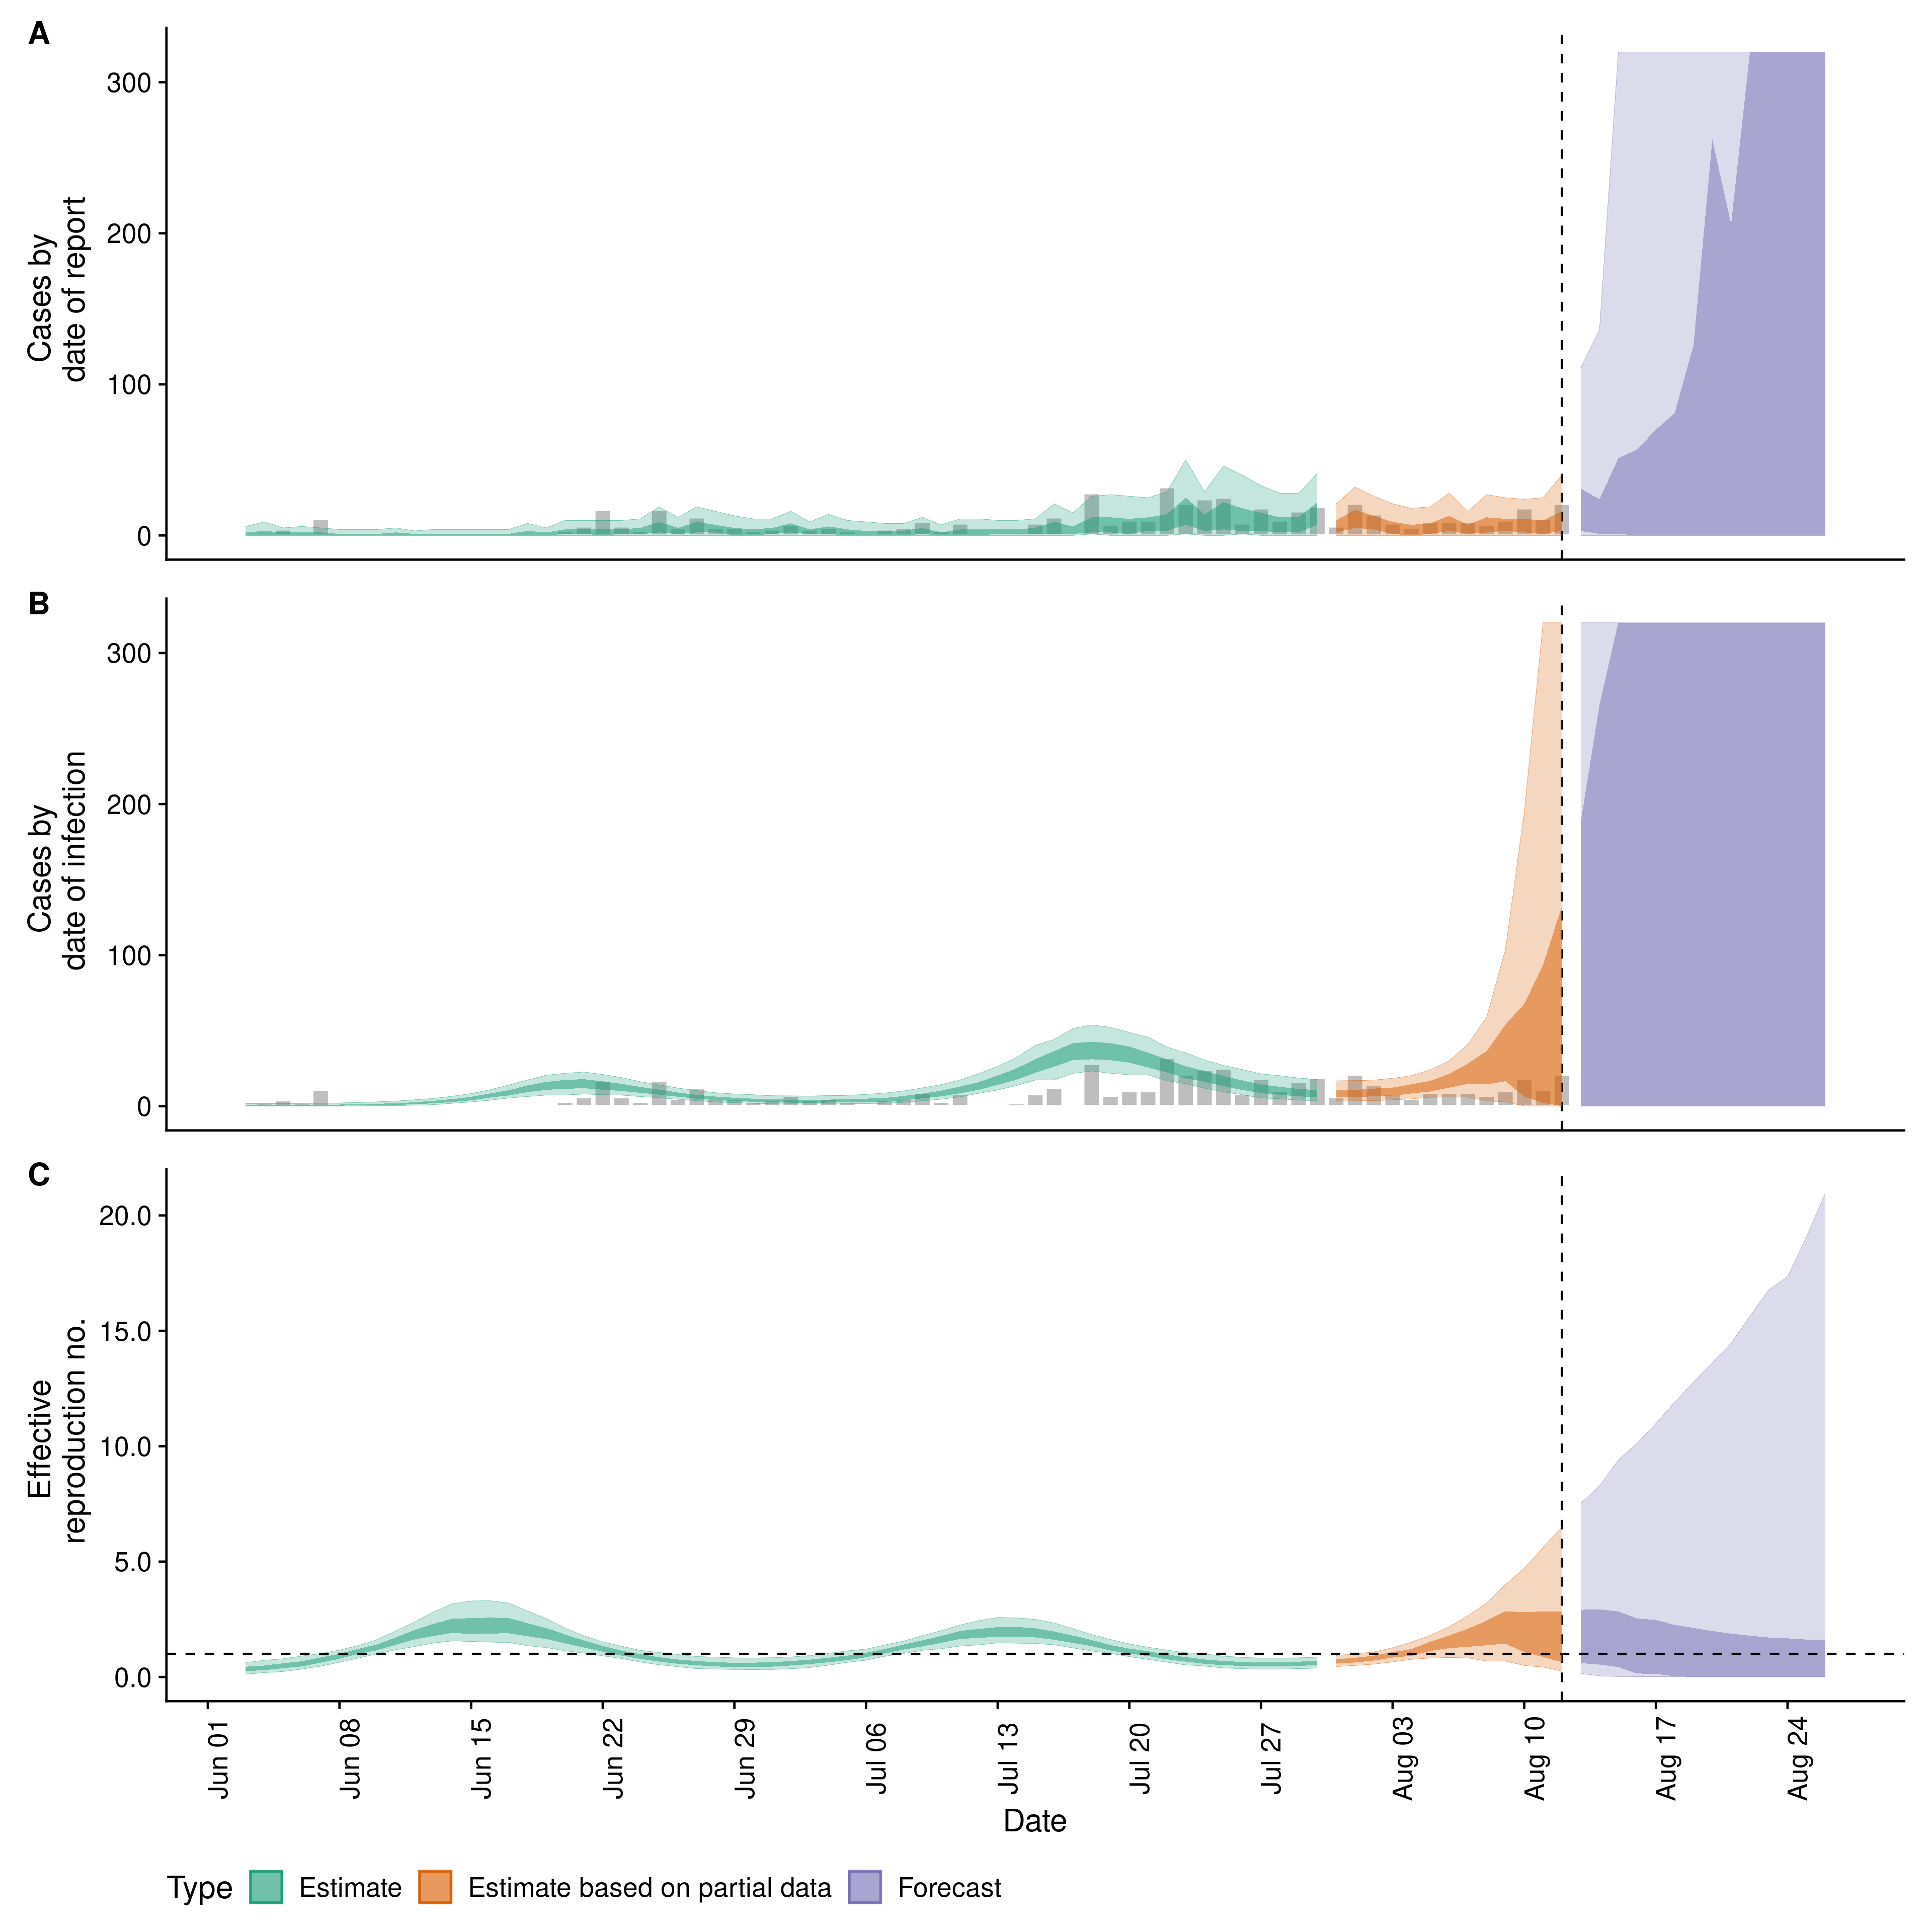 A
300
200
100
0
Cases by
date of report
B
300
200
100
0
Cases by
date of infection
C
20.0
15.0
10.0
5.0
0.0
Effective
reproduction no.
Jun 01
Jun 08
Jun 15
Jun 22
Jun 29
Jul 06
Jul 13
Jul 20
Jul 27
Aug 03
Aug 10
Aug 17
Aug 24
Date
Type Estimate Estimate based on partial data Forecast